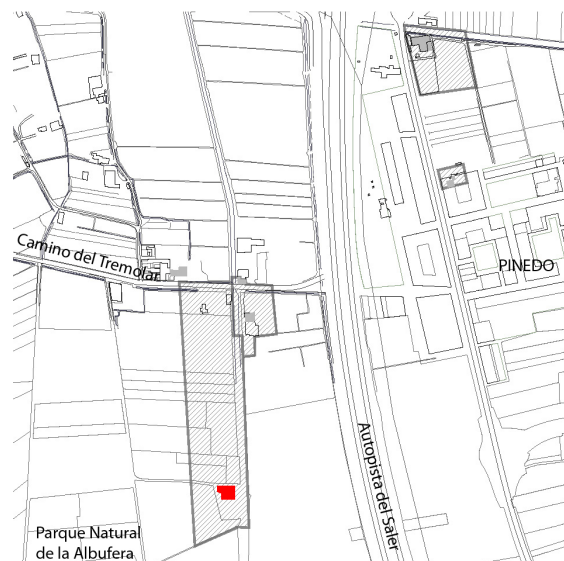 Camino del Tremolar
PINEDO
Autopista del Saler
Parque Natural
de la Albufera